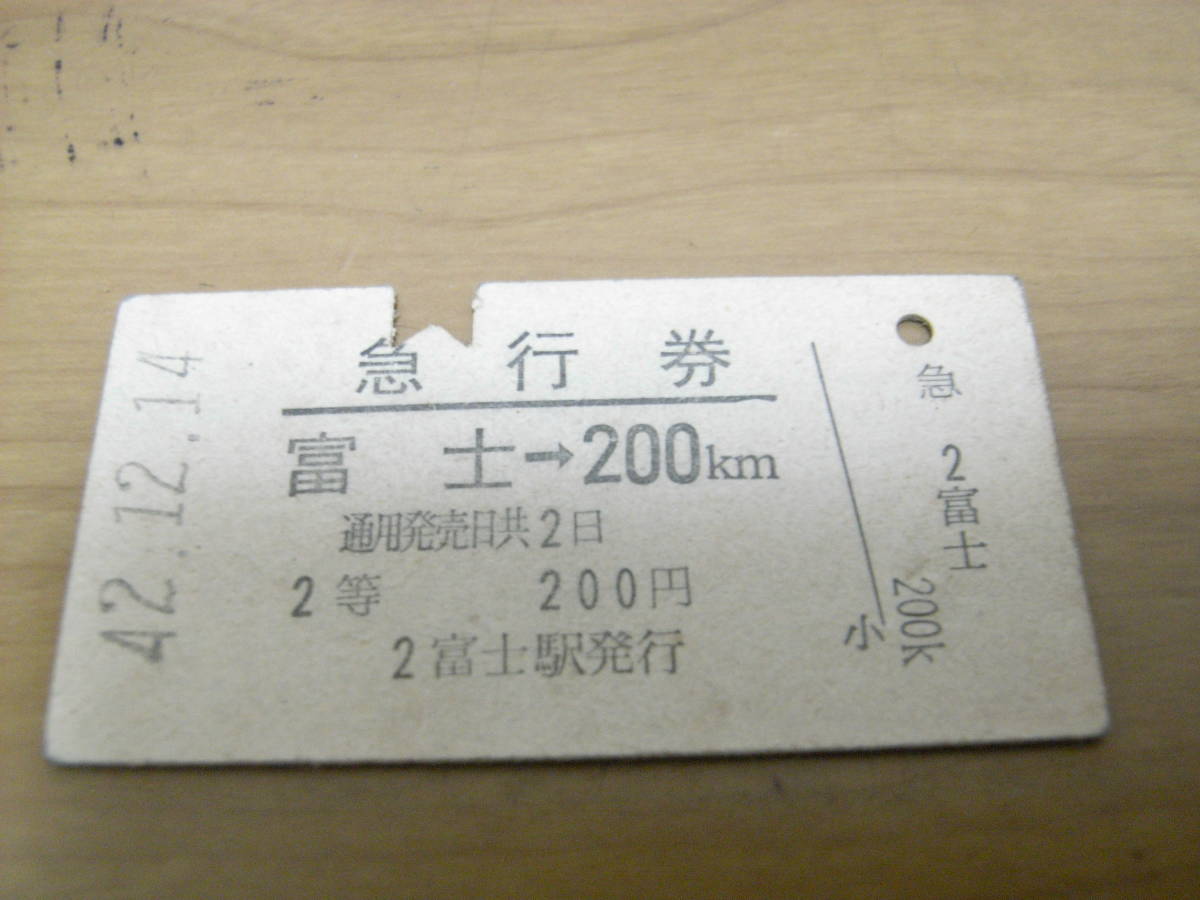 42.12.14
急行券
富士→200km
通用発売日共2日
2等 200円
2富士駅発行
小
急
2富士
200k